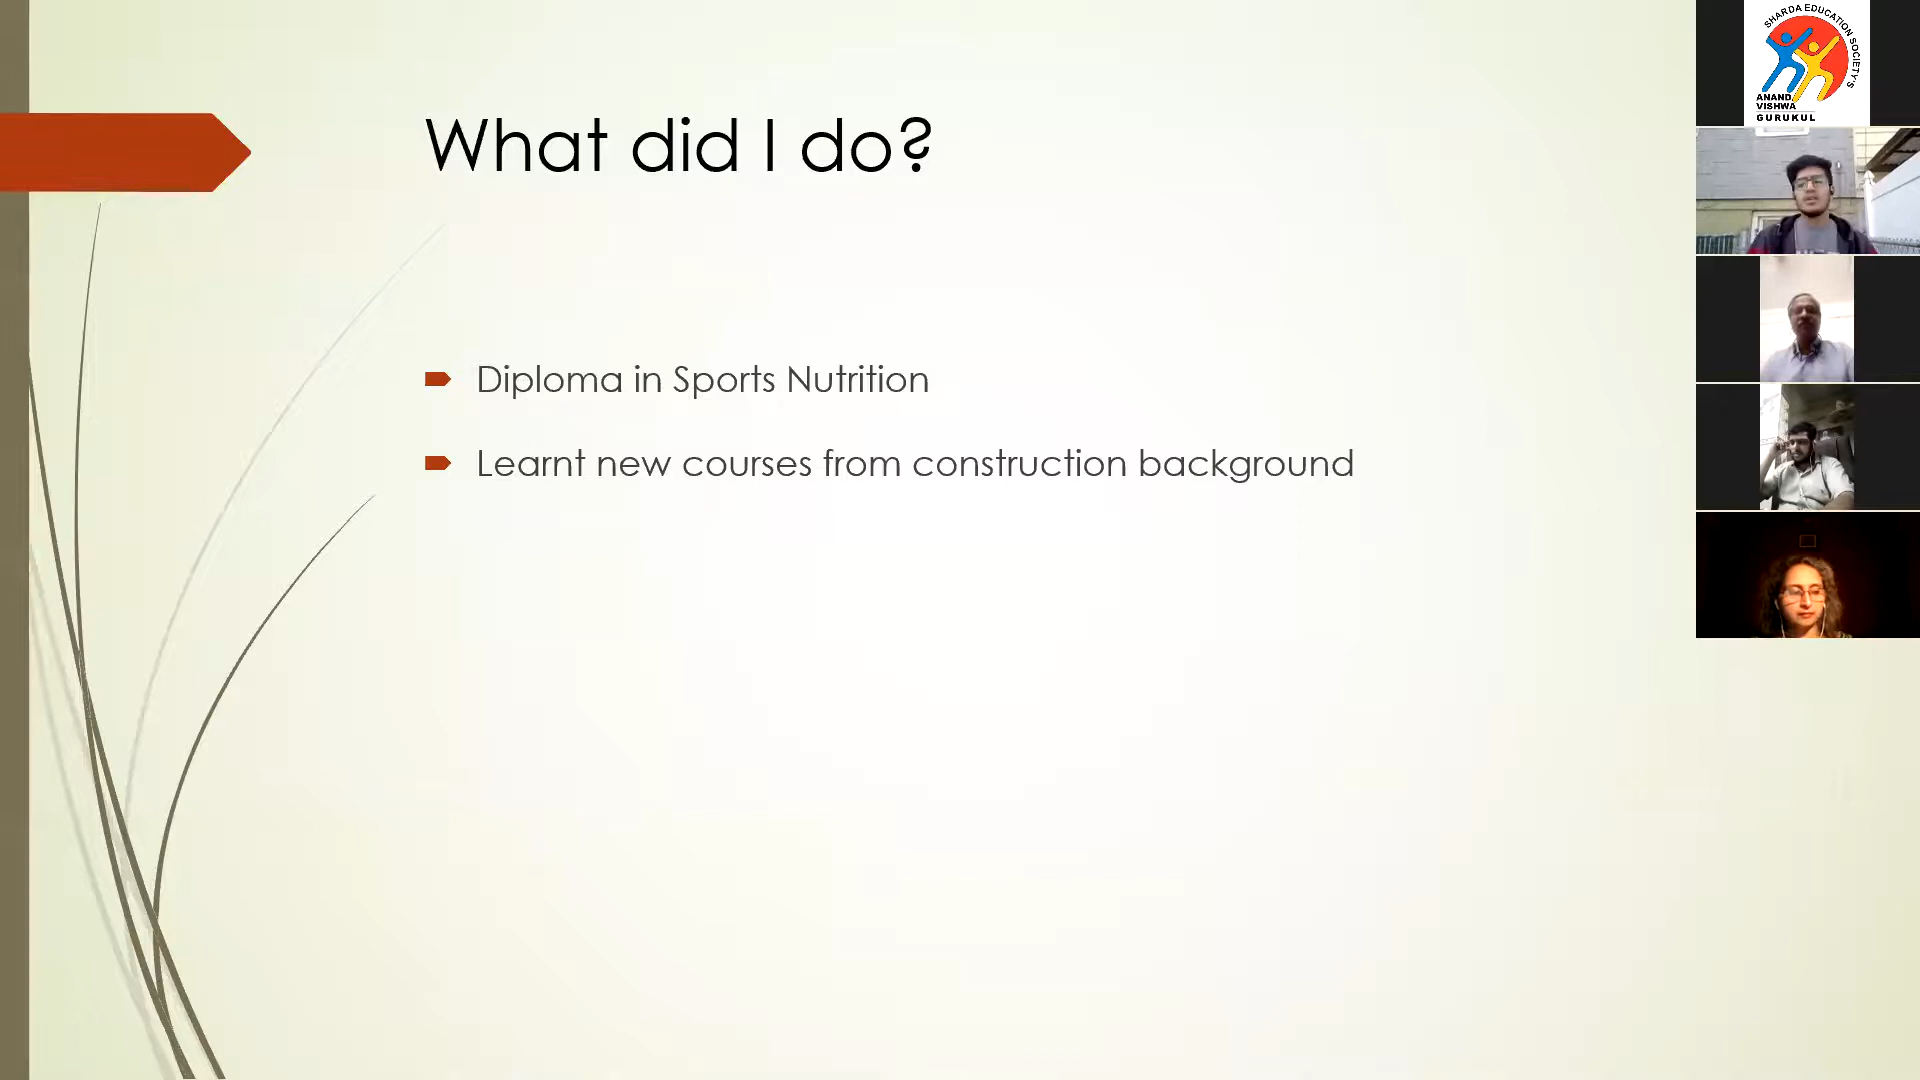 What did I do?
Diploma in Sports Nutrition
Learnt new courses from construction background
SHARDA EDUCATION SOCIETY'S
ANAND
VISHWA
GURUKUL